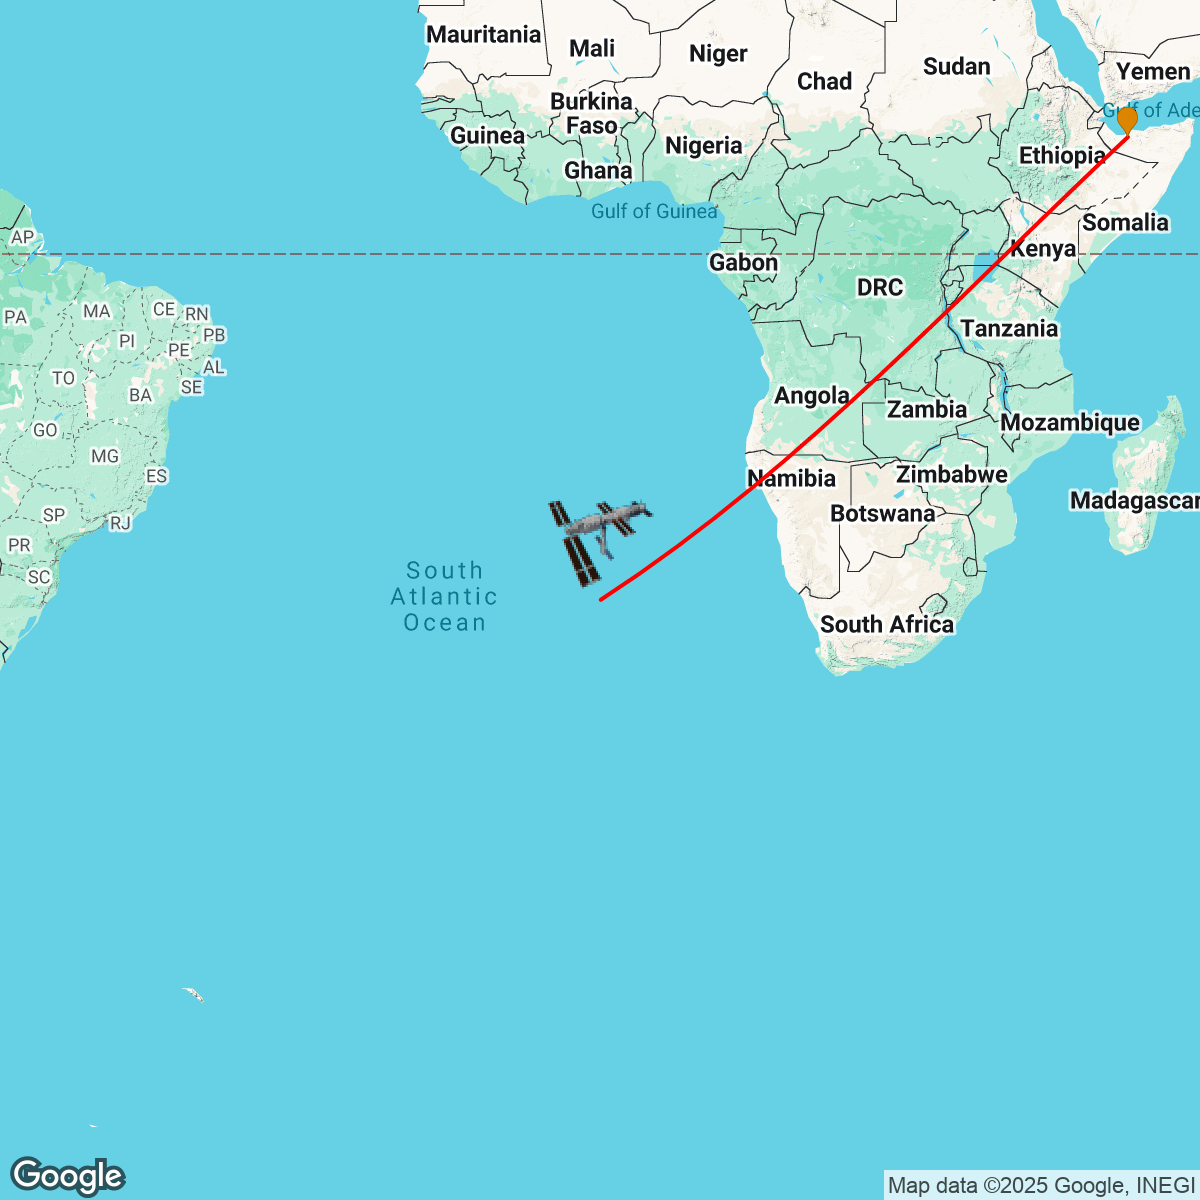 Mauritania
Mali
Niger
Chad
Sudan
Yemen
Gulf of Ade
Burkina
Faso
Guinea
Ghana
Nigeria
Ethiopia
Gulf of Guinea
Somalia
AP
Gabon
Kenya
DRC
PA
MA
CE
RN
PI
PB
PE
AL
TO
BA
SE
Tanzania
Angola
Zambia
Mozambique
GO
MG
ES
Namibia
Zimbabwe
Botswana
Madagascar
SP
RJ
PR
SC
South
Atlantic
Ocean
South Africa
Google
Map data ©2025 Google, INEGI